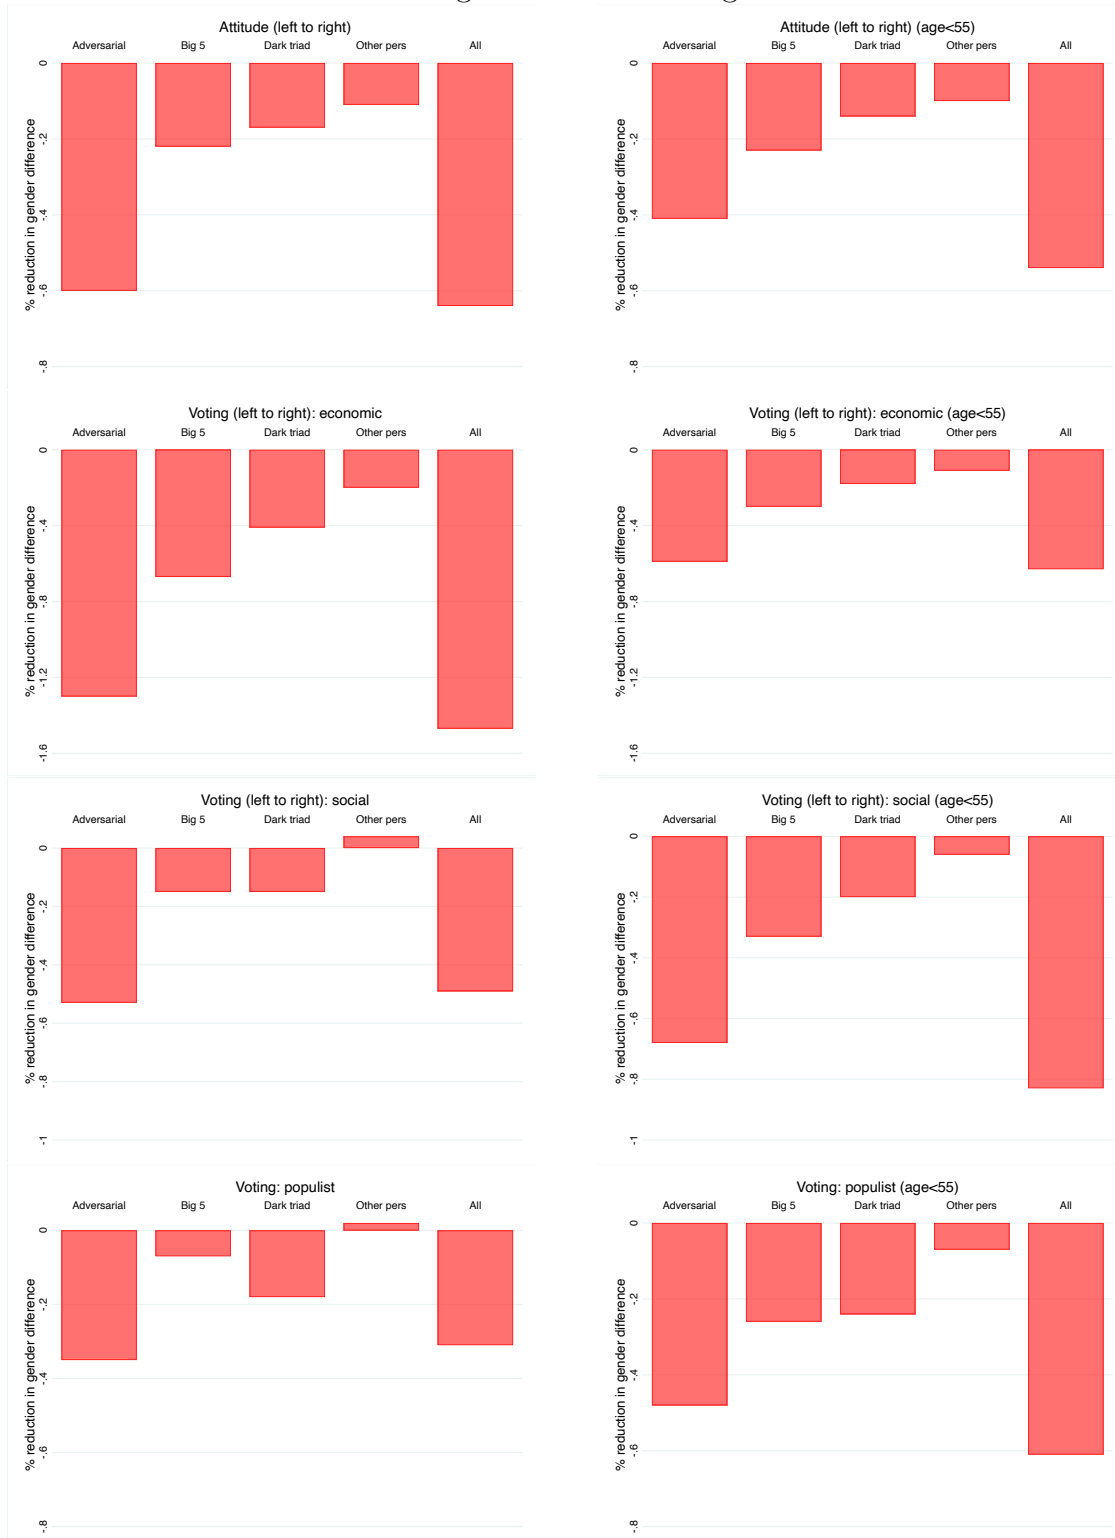 Attitude (left to right)
Adversarial Big 5 Dark triad Other pers All
% reduction in gender difference
0
-.2
-.4
-.6
-.8
Attitude (left to right) (age<55)
Adversarial Big 5 Dark triad Other pers All
% reduction in gender difference
0
-.2
-.4
-.6
-.8
Voting (left to right): economic
Adversarial Big 5 Dark triad Other pers All
% reduction in gender difference
0
-.4
-.8
-1.2
-1.6
Voting (left to right): economic (age<55)
Adversarial Big 5 Dark triad Other pers All
% reduction in gender difference
0
-.4
-.8
-1.2
-1.6
Voting (left to right): social
Adversarial Big 5 Dark triad Other pers All
% reduction in gender difference
0
-.2
-.4
-.6
-.8
-1
Voting (left to right): social (age<55)
Adversarial Big 5 Dark triad Other pers All
% reduction in gender difference
0
-.2
-.4
-.6
-.8
-1
Voting: populist
Adversarial Big 5 Dark triad Other pers All
% reduction in gender difference
0
-.2
-.4
-.6
-.8
Voting: populist (age<55)
Adversarial Big 5 Dark triad Other pers All
% reduction in gender difference
0
-.2
-.4
-.6
-.8